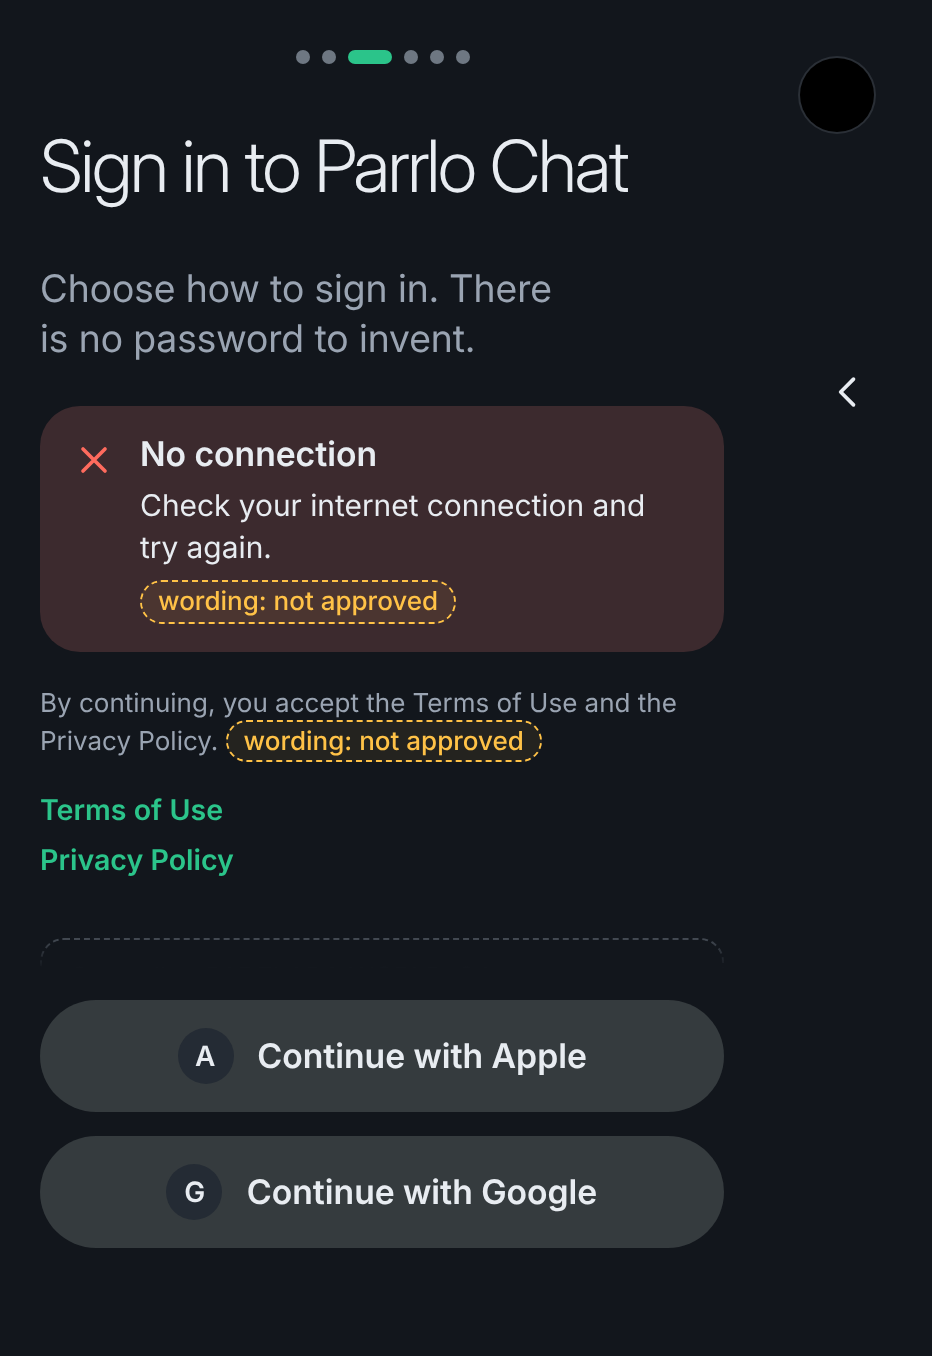 Sign in to Parrlo Chat
Choose how to sign in. There
is no password to invent.
No connection
Check your internet connection and
try again.
wording: not approved
By continuing, you accept the Terms of Use and the
Privacy Policy. wording: not approved
Terms of Use
Privacy Policy
A Continue with Apple
G Continue with Google